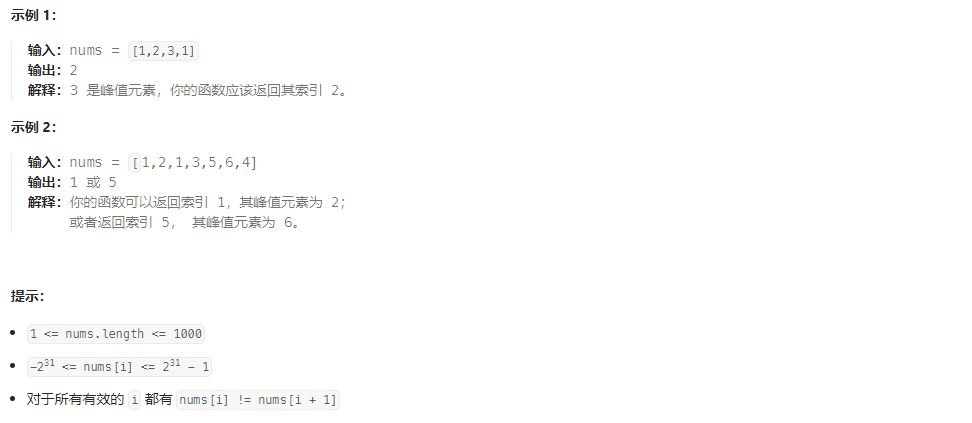 示例 1：
输入：nums = [1,2,3,1]
输出：2
解释：3 是峰值元素，你的函数应该返回其索引 2。
示例 2：
输入：nums = [1,2,1,3,5,6,4]
输出：1 或 5
解释：你的函数可以返回索引 1，其峰值元素为 2；
或者返回索引 5， 其峰值元素为 6。
提示：
• 1 <= nums.length <= 1000
• -2³¹ <= nums[i] <= 2³¹ - 1
• 对于所有有效的 i 都有 nums[i] != nums[i + 1]